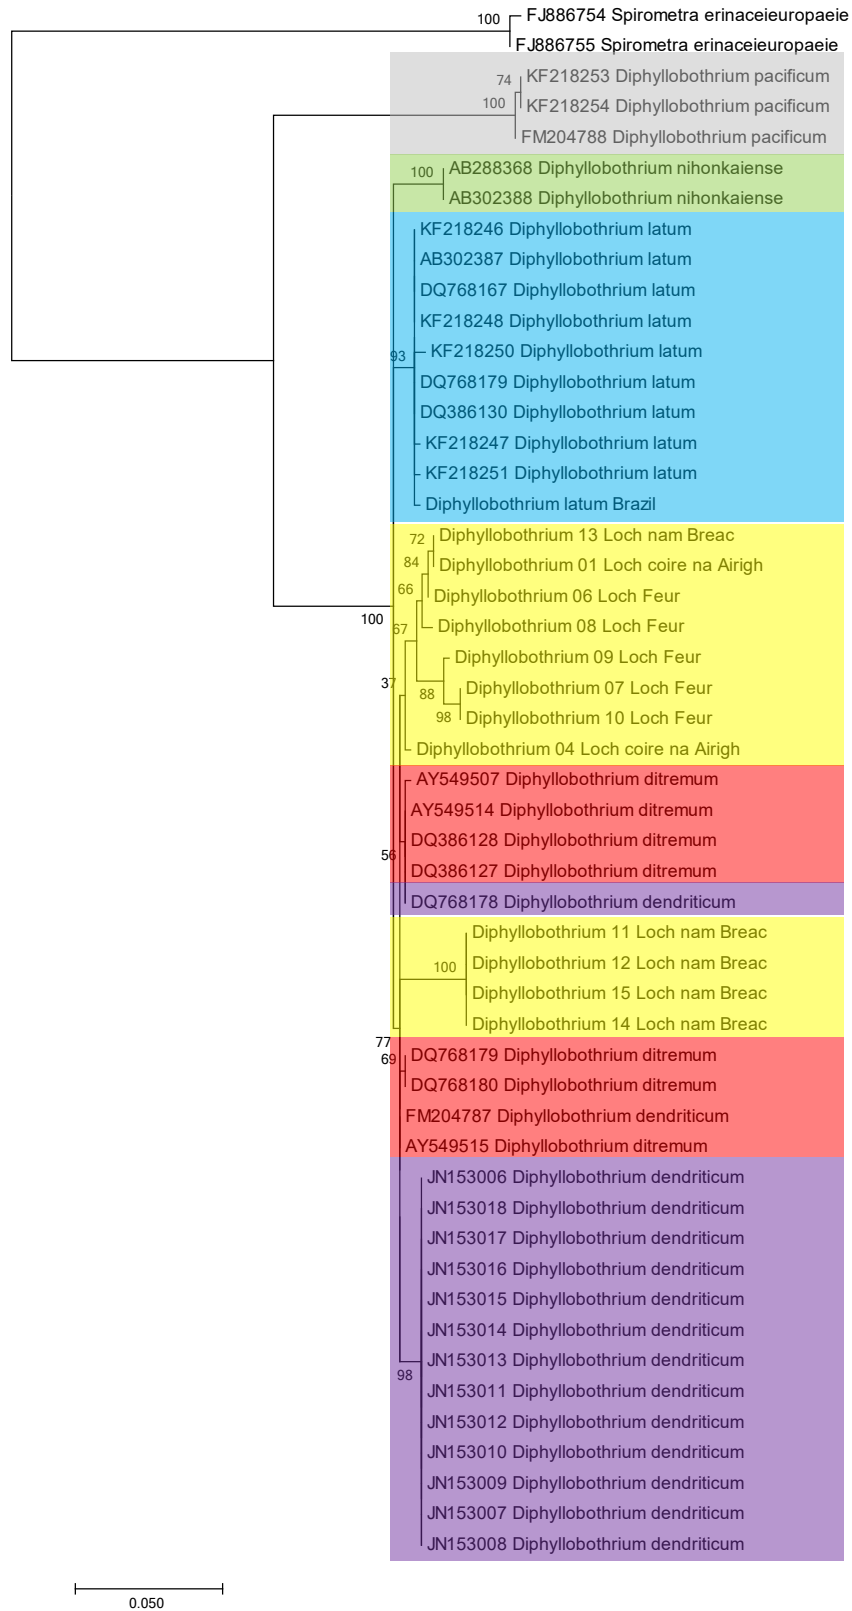 100
FJ886754 Spirometra erinaceieuropaeie
FJ886755 Spirometra erinaceieuropaeie
74
KF218253 Diphyllobothrium pacificum
100
KF218254 Diphyllobothrium pacificum
FM204788 Diphyllobothrium pacificum
100
AB288368 Diphyllobothrium nihonkaiense
AB302388 Diphyllobothrium nihonkaiense
KF218246 Diphyllobothrium latum
AB302387 Diphyllobothrium latum
DQ768167 Diphyllobothrium latum
KF218248 Diphyllobothrium latum
93
KF218250 Diphyllobothrium latum
DQ768179 Diphyllobothrium latum
DQ386130 Diphyllobothrium latum
KF218247 Diphyllobothrium latum
KF218251 Diphyllobothrium latum
Diphyllobothrium latum Brazil
72
Diphyllobothrium 13 Loch nam Breac
84
Diphyllobothrium 01 Loch coire na Airigh
66
Diphyllobothrium 06 Loch Feur
100
67
Diphyllobothrium 08 Loch Feur
Diphyllobothrium 09 Loch Feur
37
88
Diphyllobothrium 07 Loch Feur
98
Diphyllobothrium 10 Loch Feur
Diphyllobothrium 04 Loch coire na Airigh
AY549507 Diphyllobothrium ditremum
AY549514 Diphyllobothrium ditremum
DQ386128 Diphyllobothrium ditremum
56
DQ386127 Diphyllobothrium ditremum
DQ768178 Diphyllobothrium dendriticum
Diphyllobothrium 11 Loch nam Breac
100
Diphyllobothrium 12 Loch nam Breac
Diphyllobothrium 15 Loch nam Breac
Diphyllobothrium 14 Loch nam Breac
77
69
DQ768179 Diphyllobothrium ditremum
DQ768180 Diphyllobothrium ditremum
FM204787 Diphyllobothrium dendriticum
AY549515 Diphyllobothrium ditremum
JN153006 Diphyllobothrium dendriticum
JN153018 Diphyllobothrium dendriticum
JN153017 Diphyllobothrium dendriticum
JN153016 Diphyllobothrium dendriticum
JN153015 Diphyllobothrium dendriticum
JN153014 Diphyllobothrium dendriticum
JN153013 Diphyllobothrium dendriticum
98
JN153011 Diphyllobothrium dendriticum
JN153012 Diphyllobothrium dendriticum
JN153010 Diphyllobothrium dendriticum
JN153009 Diphyllobothrium dendriticum
JN153007 Diphyllobothrium dendriticum
JN153008 Diphyllobothrium dendriticum
0.050